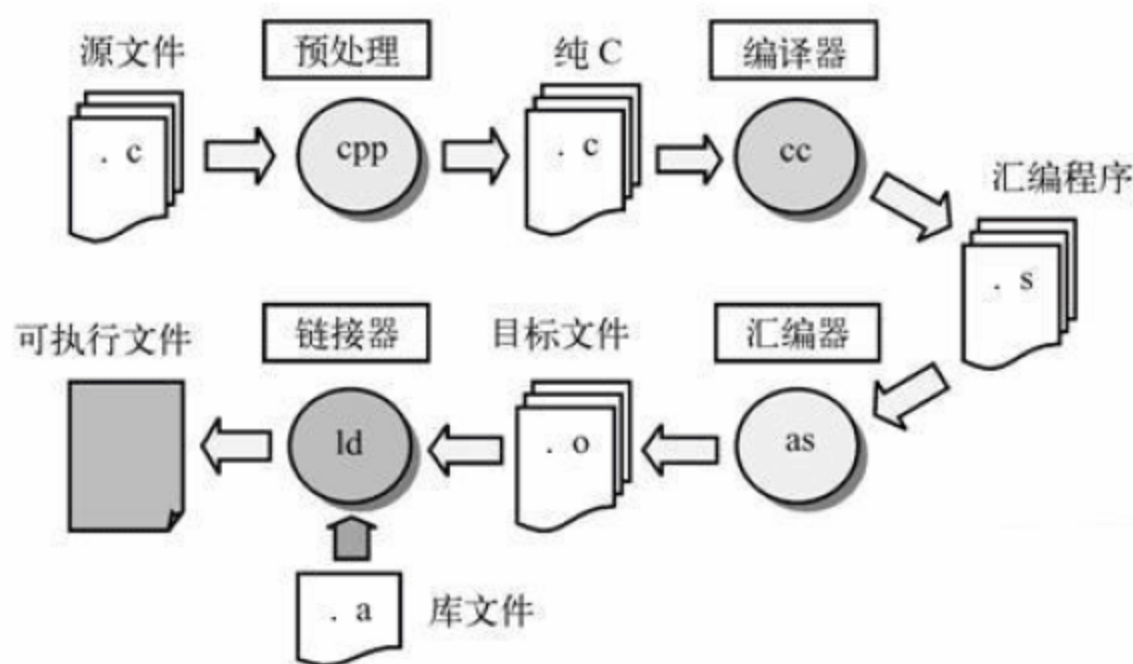 源文件
预处理
纯 C
编译器
. c
cpp
. c
cc
汇编程序
. s
可执行文件
链接器
目标文件
汇编器
ld
. o
as
. a
库文件